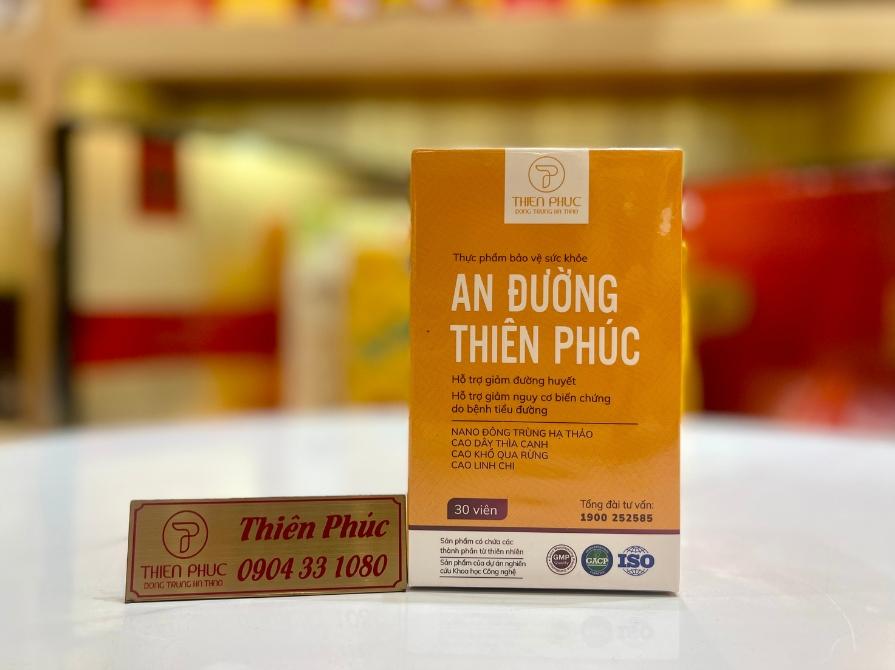 THIEN PHUC
DONG TRUNG HA THAO
Thực phẩm bảo vệ sức khỏe
AN ĐƯỜNG
THIÊN PHÚC
Hỗ trợ giảm đường huyết
Hỗ trợ giảm nguy cơ biến chứng
do bệnh tiểu đường
NANO ĐÔNG TRÙNG HẠ THẢO
CAO DÂY THÌA CANH
CAO KHỔ QUA RỪNG
CAO LINH CHI
30 viên
Tổng đài tư vấn:
1900 252585
Sản phẩm có chứa các
thành phần từ thiên nhiên
Sản phẩm của dự án nghiên
cứu Khoa học Công nghệ
GMP
GACP
ISO
THIEN PHUC
DONG TRUNG HA THAO
Thiên Phúc
0904 33 1080